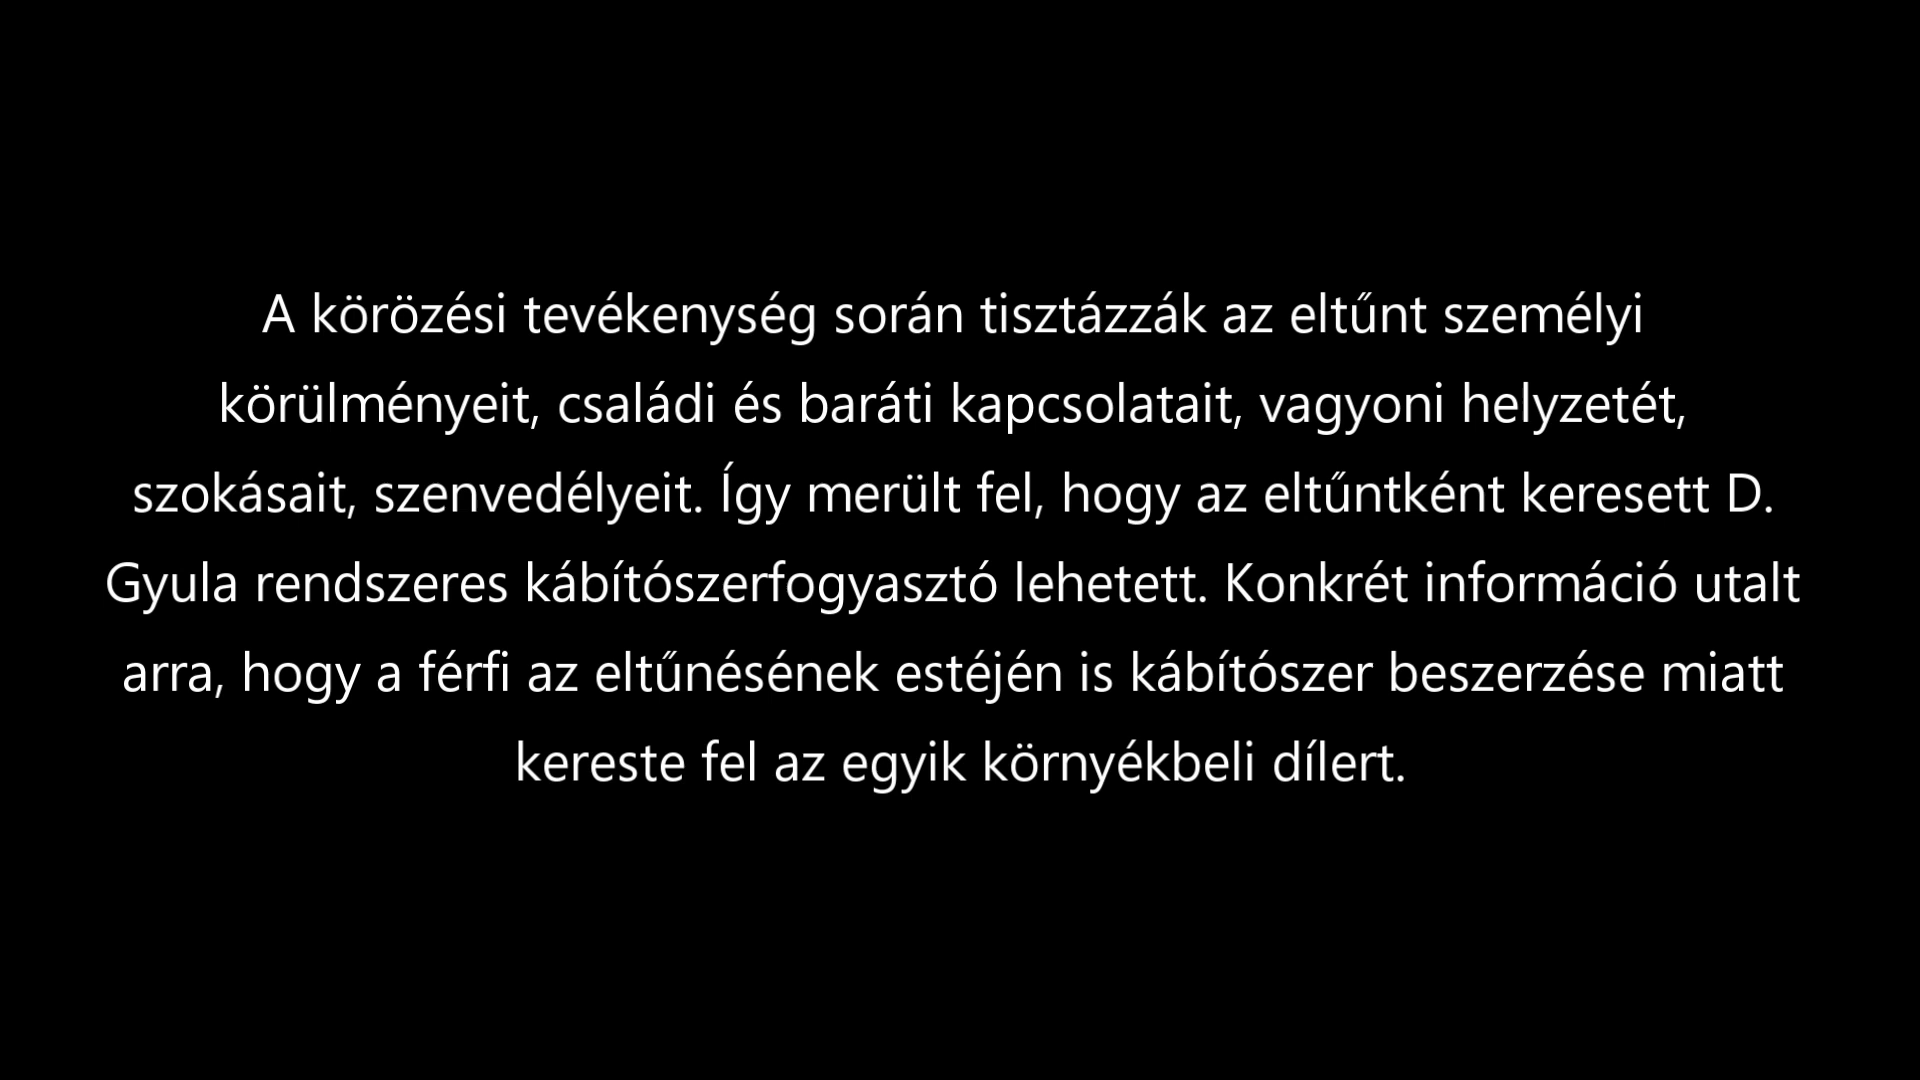 A körözési tevékenység során tisztázzák az eltűnt személyi
körülményeit, családi és baráti kapcsolatait, vagyoni helyzetét,
szokásait, szenvedélyeit. Így merült fel, hogy az eltűntként keresett D.
Gyula rendszeres kábítószerfogyasztó lehetett. Konkrét információ utalt
arra, hogy a férfi az eltűnésének estéjén is kábítószer beszerzése miatt
kereste fel az egyik környékbeli dílert.